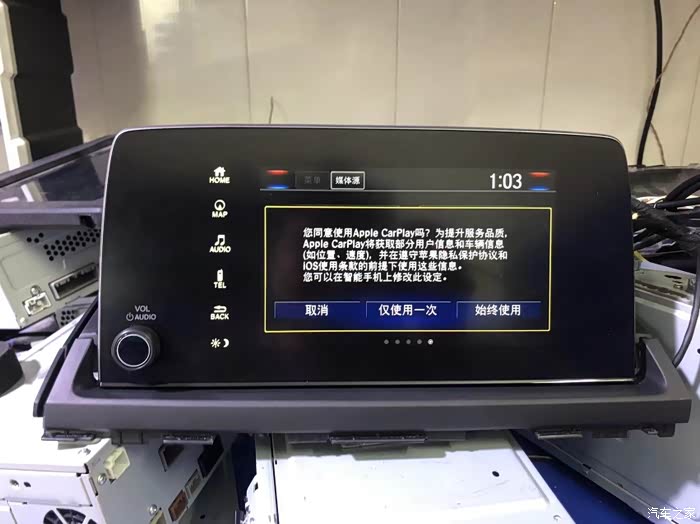 HOME
MAP
AUDIO
TEL
BACK
VOL
AUDIO
菜单 媒体源
1:03
您同意使用Apple CarPlay吗? 为提升服务品质,
Apple CarPlay将获取部分用户信息和车辆信息
(如位置、速度), 并在遵守苹果隐私保护协议和
iOS使用条款的前提下使用这些信息。
您可以在智能手机上修改此设定。
取消 仅使用一次 始终使用
汽车之家